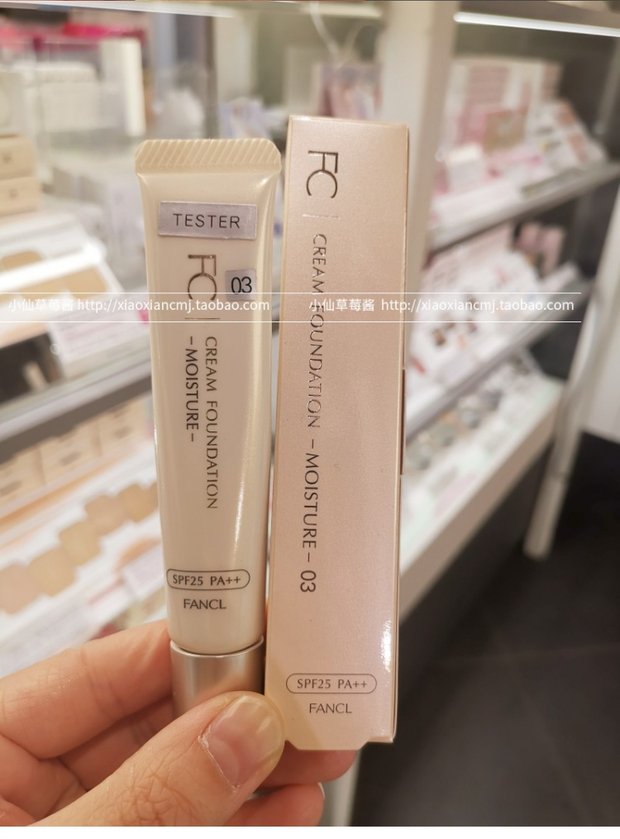 TESTER
FC
03
CREAM FOUNDATION
-MOISTURE-
SPF25 PA++
FANCL
FC
CREAM FOUNDATION -MOISTURE- 03
SPF25 PA++
FANCL
小仙草莓酱 http://xiaoxiancmj.taobao.com
小仙草莓酱 http://xiaoxiancmj.taobao.com